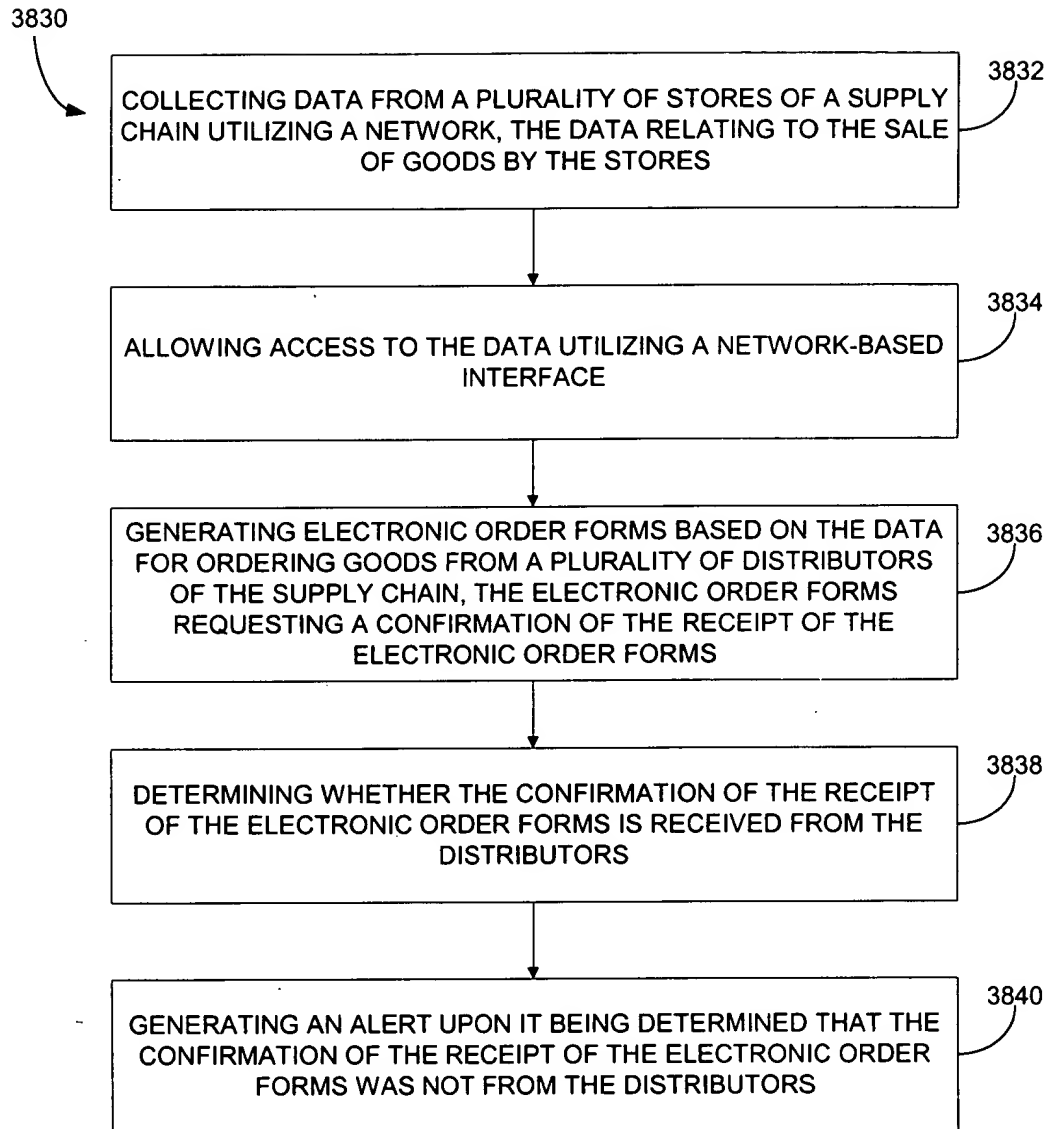 3830
3832
COLLECTING DATA FROM A PLURALITY OF STORES OF A SUPPLY
CHAIN UTILIZING A NETWORK, THE DATA RELATING TO THE SALE
OF GOODS BY THE STORES
3834
ALLOWING ACCESS TO THE DATA UTILIZING A NETWORK-BASED
INTERFACE
3836
GENERATING ELECTRONIC ORDER FORMS BASED ON THE DATA
FOR ORDERING GOODS FROM A PLURALITY OF DISTRIBUTORS
OF THE SUPPLY CHAIN, THE ELECTRONIC ORDER FORMS
REQUESTING A CONFIRMATION OF THE RECEIPT OF THE
ELECTRONIC ORDER FORMS
3838
DETERMINING WHETHER THE CONFIRMATION OF THE RECEIPT
OF THE ELECTRONIC ORDER FORMS IS RECEIVED FROM THE
DISTRIBUTORS
3840
GENERATING AN ALERT UPON IT BEING DETERMINED THAT THE
CONFIRMATION OF THE RECEIPT OF THE ELECTRONIC ORDER
FORMS WAS NOT FROM THE DISTRIBUTORS